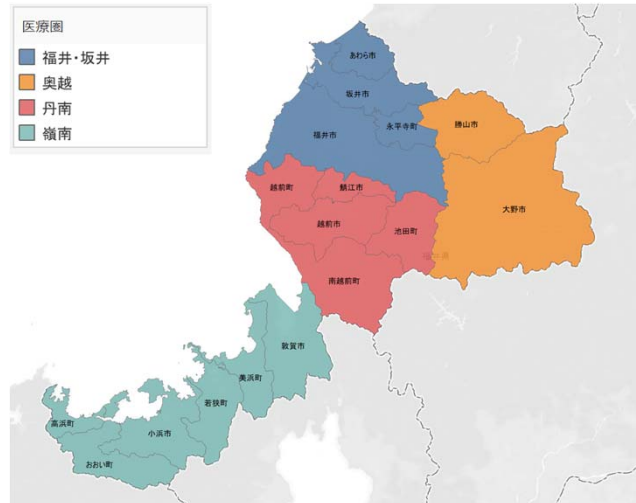 医療圏
福井・坂井
奥越
丹南
嶺南
あわら市
坂井市
永平寺町
福井市
勝山市
大野市
越前町
鯖江市
越前市
池田町
南越前町
敦賀市
美浜町
若狭町
高浜町
小浜市
おおい町